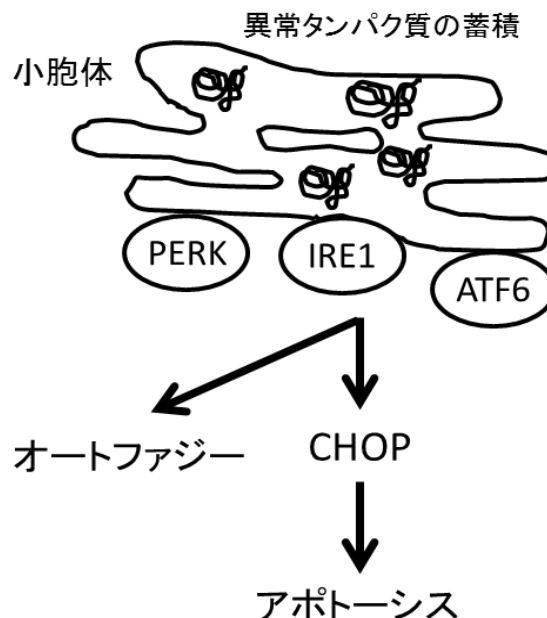 異常タンパク質の蓄積
小胞体
PERK
IRE1
ATF6
オートファジー
CHOP
アポトーシス